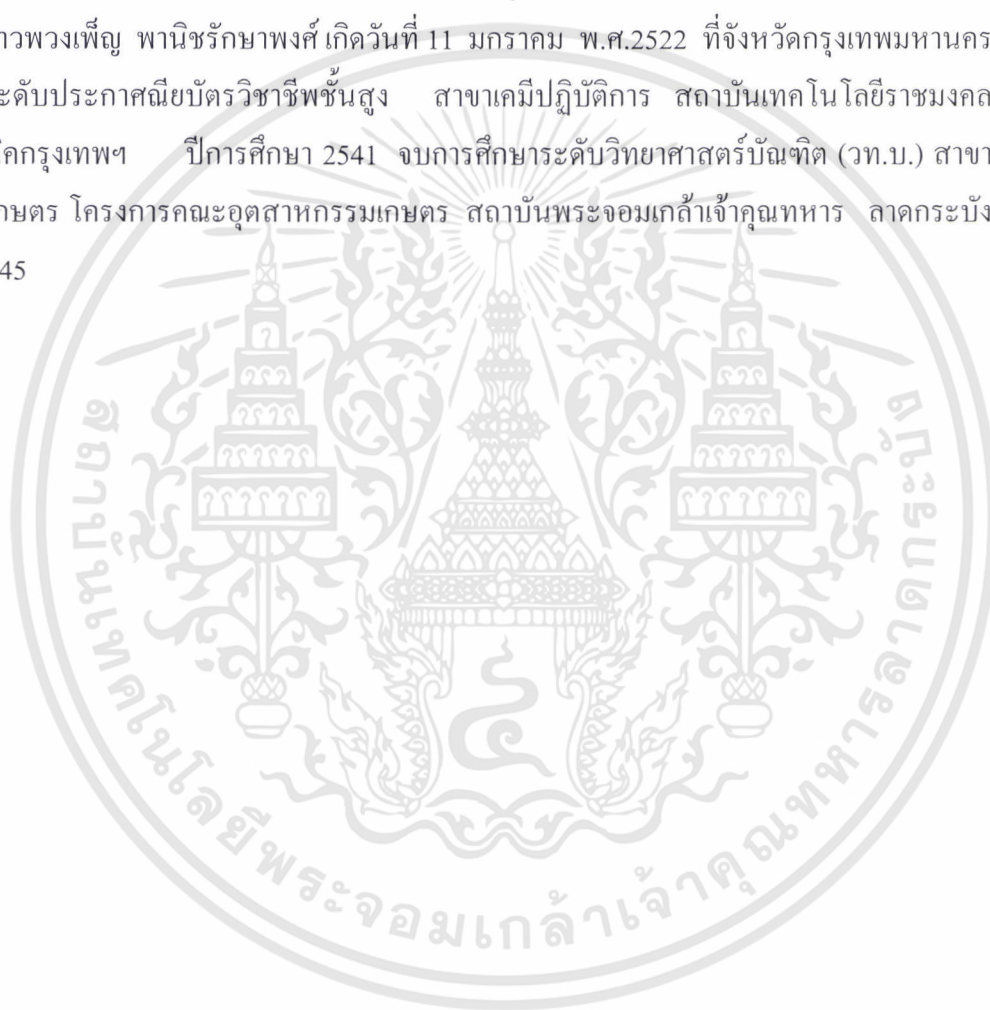 าวพวงเพ็ญ พานิชรักษาพงศ์ เกิดวันที่ 11 มกราคม พ.ศ.2522 ที่จังหวัดกรุงเทพมหานคร
ะดับประกาศณียบัตรวิชาชีพชั้นสูง สาขาเคมีปฏิบัติการ สถาบันเทคโนโลยีราชมงคล
คกรุงเทพฯ ปีการศึกษา 2541 จบการศึกษาระดับวิทยาศาสตร์บัณฑิต (วท.บ.) สาขา
กษตร โครงการคณะอุตสาหกรรมเกษตร สถาบันพระจอมเกล้าเจ้าคุณทหาร ลาดกระบัง
45
สถาบันเทคโนโลยีพระจอมเกล้าเจ้าคุณทหารลาดกระบัง